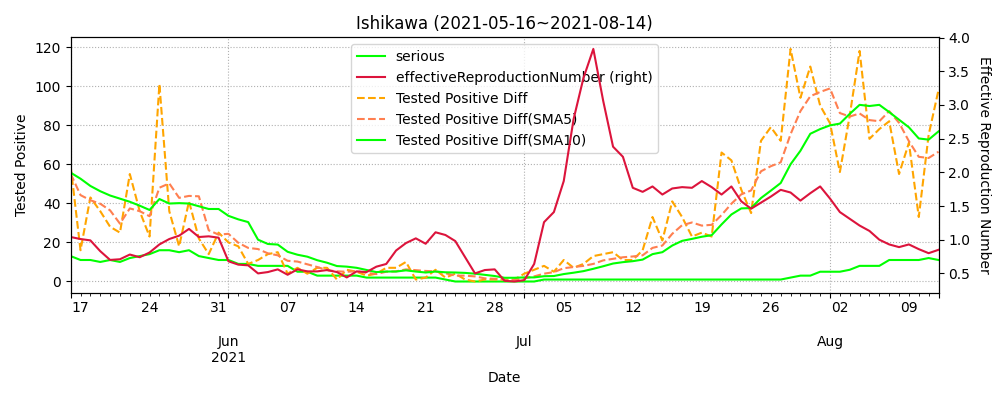 Ishikawa (2021-05-16~2021-08-14)
serious
effectiveReproductionNumber (right)
Tested Positive Diff
Tested Positive Diff(SMA5)
Tested Positive Diff(SMA10)
Tested Positive
120
100
80
60
40
20
0
4.0
3.5
3.0
2.5
2.0
1.5
1.0
0.5
Effective Reproduction Number
17 24 07 14 21 28 05 12 19 26 02 09
Jun Jul Aug
2021
Date